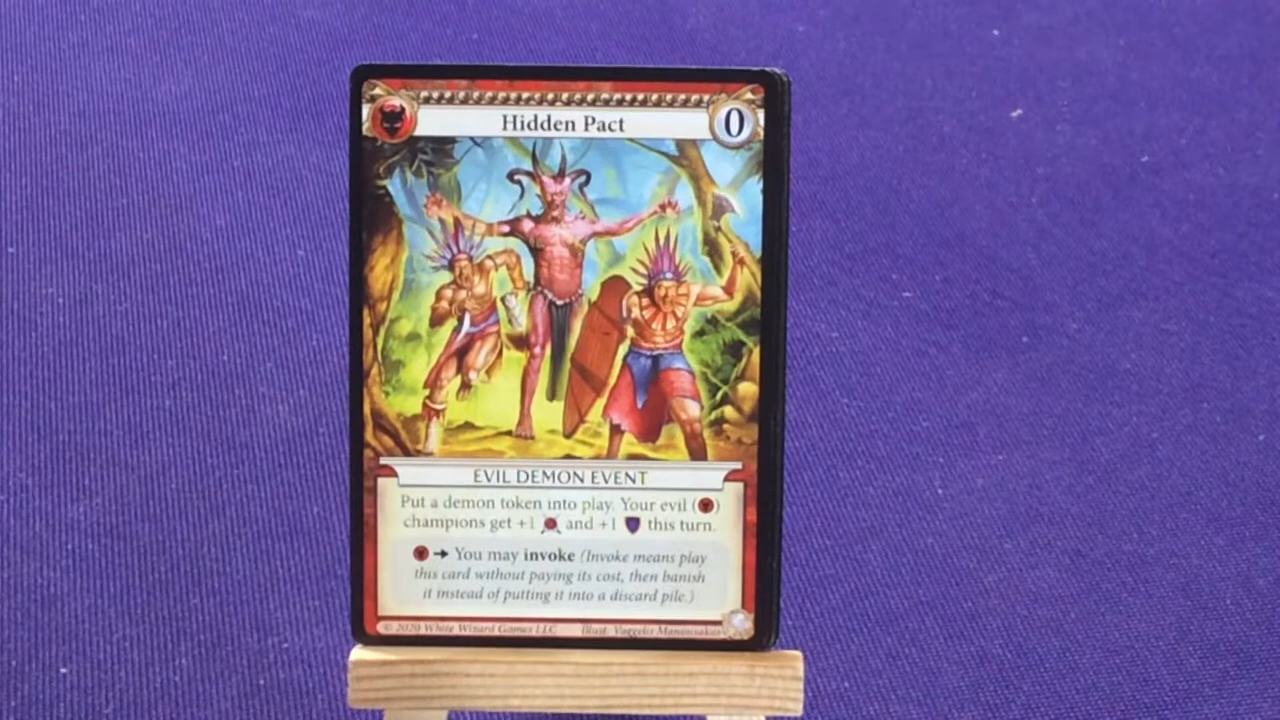 Hidden Pact
0
EVIL DEMON EVENT
Put a demon token into play. Your evil ( )
champions get +1 and +1 this turn.
➔ You may invoke (Invoke means play
this card without paying its cost, then banish
it instead of putting it into a discard pile.)
© 2020 White Wizard Games LLC Illust. Vaggelis